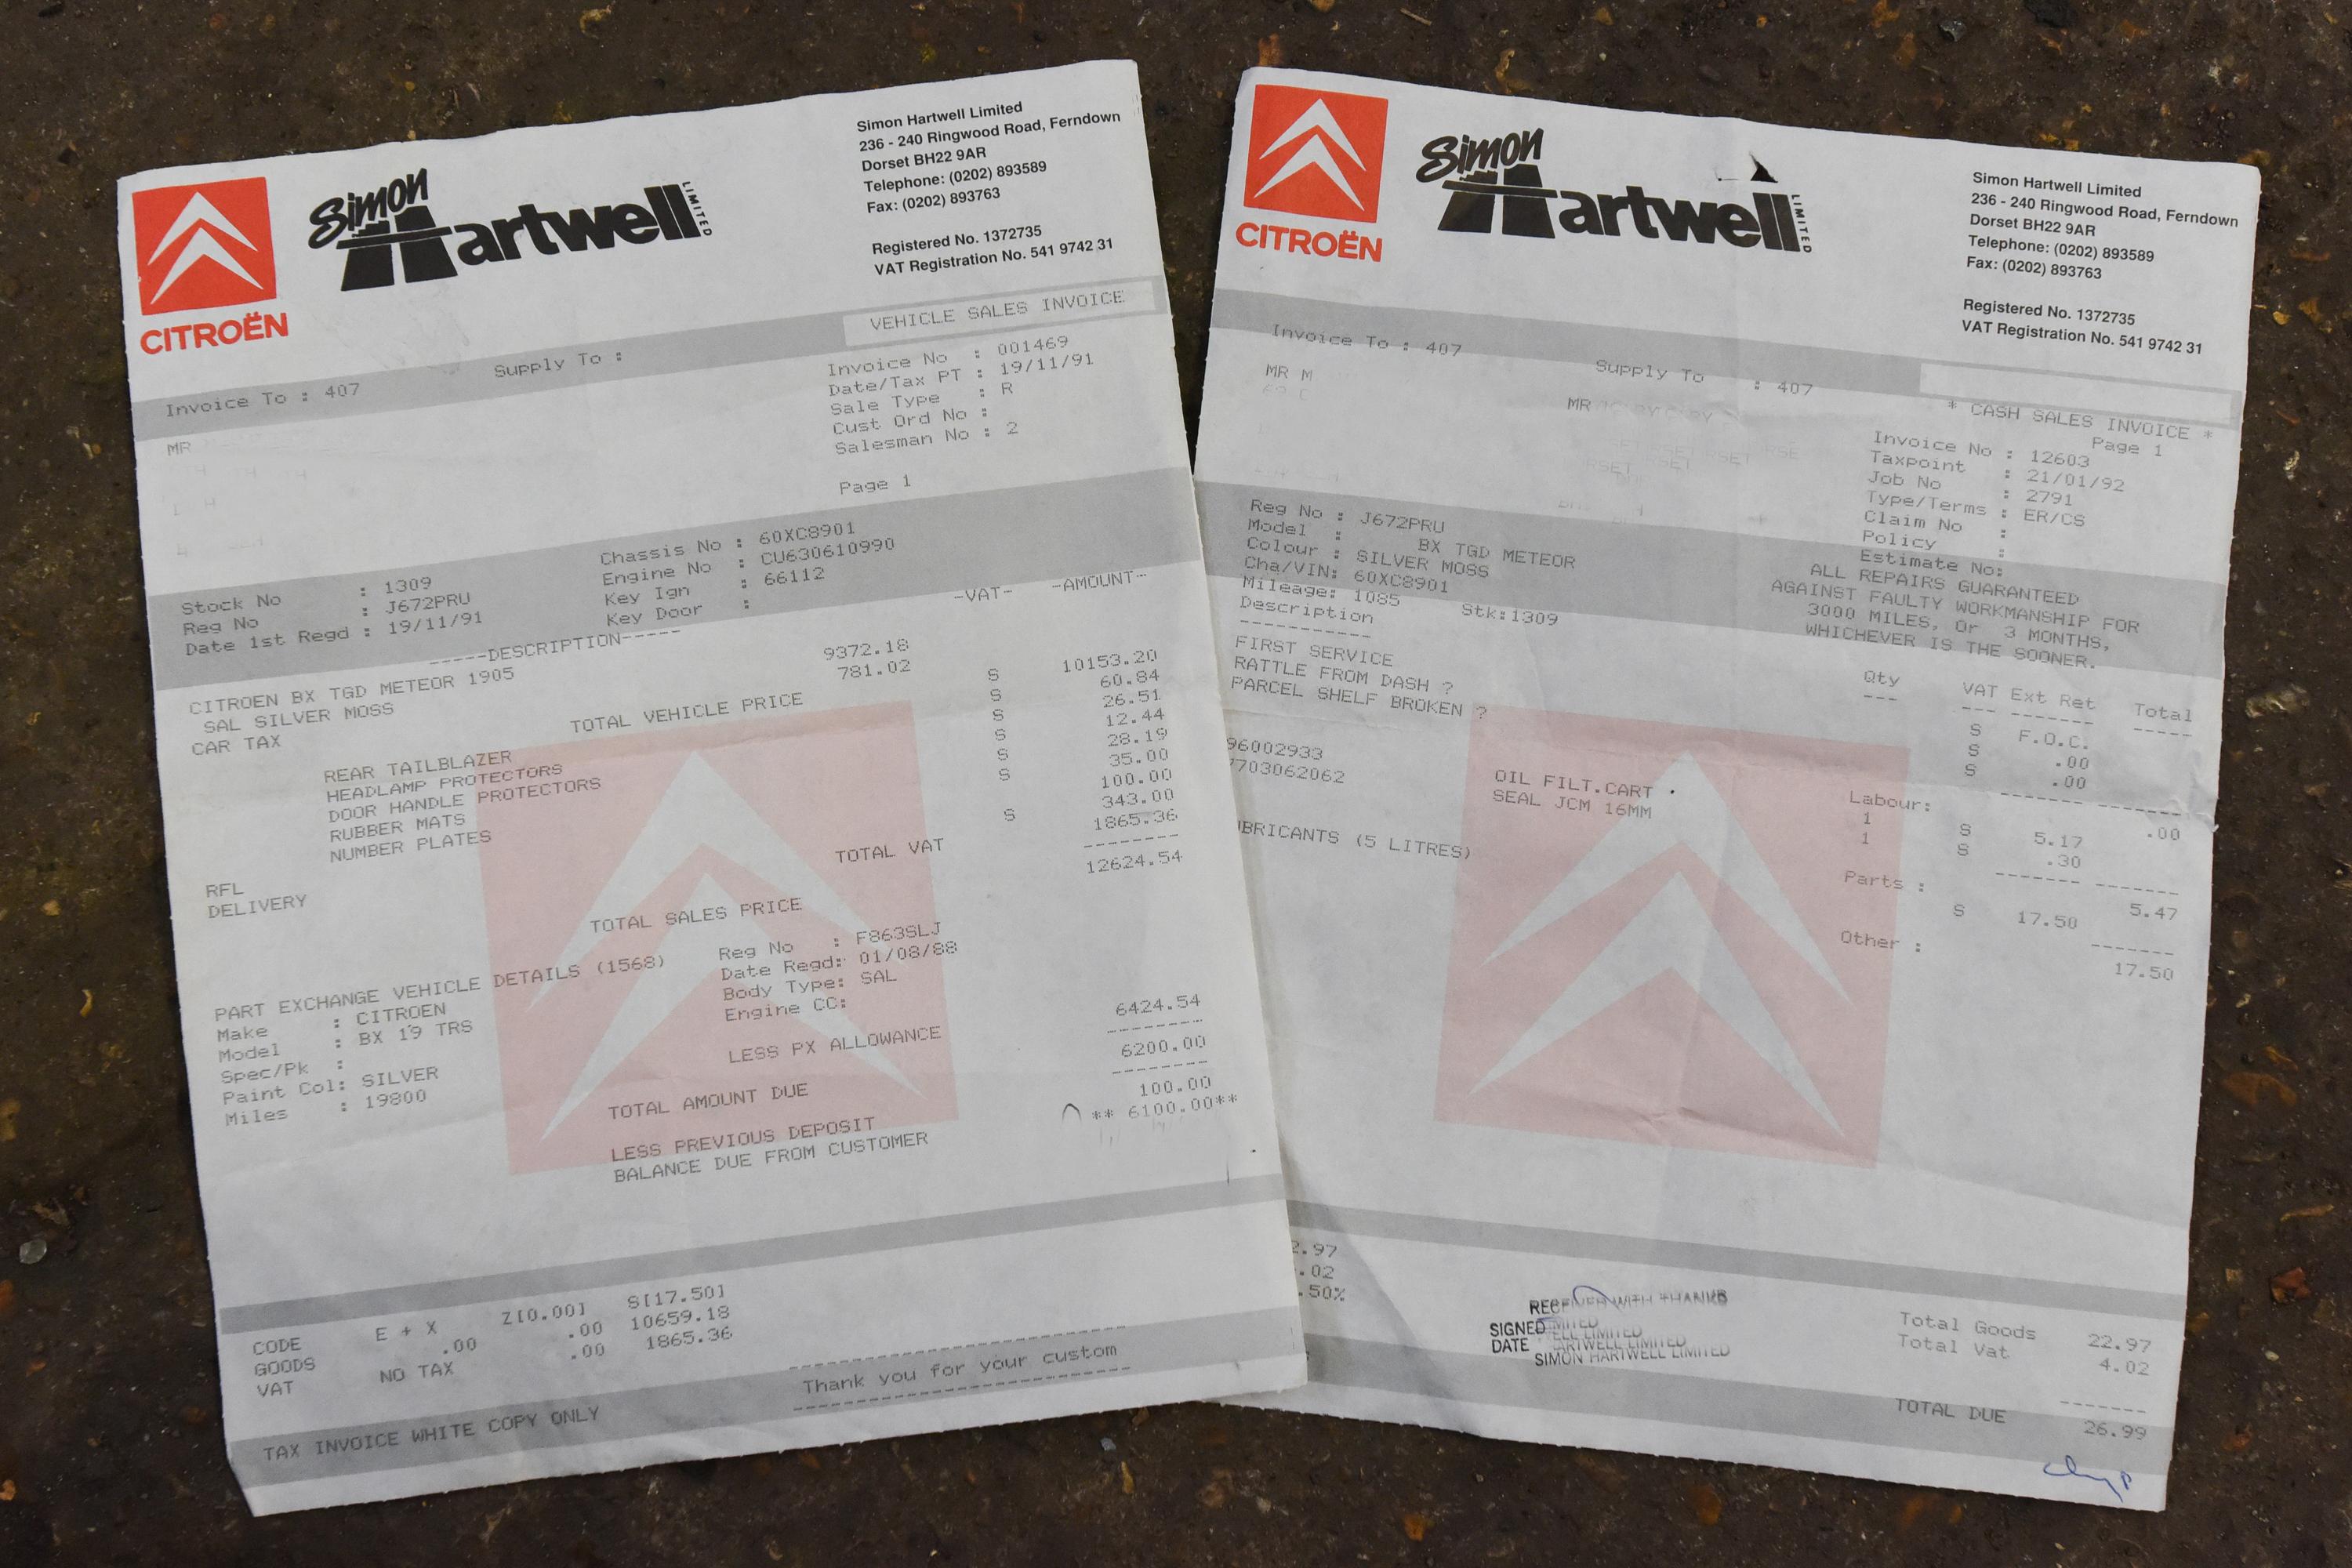 CITROËN
Simon Hartwell LIMITED
Simon Hartwell Limited
236 - 240 Ringwood Road, Ferndown
Dorset BH22 9AR
Telephone: (0202) 893589
Fax: (0202) 893763
Registered No. 1372735
VAT Registration No. 541 9742 31
VEHICLE SALES INVOICE
Invoice To : 407 Supply To :
Invoice No : 001469
Date/Tax PT : 19/11/91
Sale Type : R
Cust Ord No :
Salesman No : 2
MR
Page 1
Stock No : 1309 Chassis No : 60XC8901
Reg No : J672PRU Engine No : CU630610990
Date 1st Regd : 19/11/91 Key Ign : 66112
Key Door :
-----DESCRIPTION----- -VAT- -AMOUNT-
CITROEN BX TGD METEOR 1905 9372.18
SAL SILVER MOSS
CAR TAX 781.02
TOTAL VEHICLE PRICE S 10153.20
REAR TAILBLAZER S 60.84
HEADLAMP PROTECTORS S 26.51
DOOR HANDLE PROTECTORS S 12.44
RUBBER MATS S 28.19
NUMBER PLATES S 35.00
RFL 100.00
DELIVERY S 343.00
TOTAL VAT 1865.36
-------
TOTAL SALES PRICE 12624.54
PART EXCHANGE VEHICLE DETAILS (1568)
Make : CITROEN Reg No : F863SLJ
Model : BX 19 TRS Date Regd: 01/08/88
Spec/Pk : Body Type: SAL
Paint Col: SILVER Engine CC:
Miles : 19800
LESS PX ALLOWANCE 6424.54
-------
TOTAL AMOUNT DUE 6200.00
-------
LESS PREVIOUS DEPOSIT 100.00
BALANCE DUE FROM CUSTOMER ** 6100.00**
CODE E + X Z[0.00] S[17.50]
GOODS .00 .00 10659.18
VAT NO TAX .00 1865.36
Thank you for your custom
TAX INVOICE WHITE COPY ONLY
CITROËN
Simon Hartwell LIMITED
Simon Hartwell Limited
236 - 240 Ringwood Road, Ferndown
Dorset BH22 9AR
Telephone: (0202) 893589
Fax: (0202) 893763
Registered No. 1372735
VAT Registration No. 541 9742 31
Invoice To : 407 Supply To : 407
MR M
MR
* CASH SALES INVOICE *
Page 1
Invoice No : 12603
Taxpoint : 21/01/92
Job No : 2791
Type/Terms : ER/CS
Claim No :
Policy :
Estimate No:
Reg No : J672PRU
Model : BX TGD METEOR
Colour : SILVER MOSS
Cha/VIN: 60XC8901
Mileage: 1085 Stk:1309
ALL REPAIRS GUARANTEED
AGAINST FAULTY WORKMANSHIP FOR
3000 MILES, Or 3 MONTHS,
WHICHEVER IS THE SOONER.
Description Qty VAT Ext Ret Total
FIRST SERVICE S F.O.C.
RATTLE FROM DASH ? S .00
PARCEL SHELF BROKEN ? S .00
Labour: .00
96002933 OIL FILT.CART 1 S 5.17
7703062062 SEAL JCM 16MM 1 S .30
Parts : 5.47
UBRICANTS (5 LITRES) S 17.50
Other : 17.50
2.97
.02
.50%
RECEIVED WITH THANKS
SIGNED
DATE
SIMON HARTWELL LIMITED
Total Goods 22.97
Total Vat 4.02
-------
TOTAL DUE 26.99